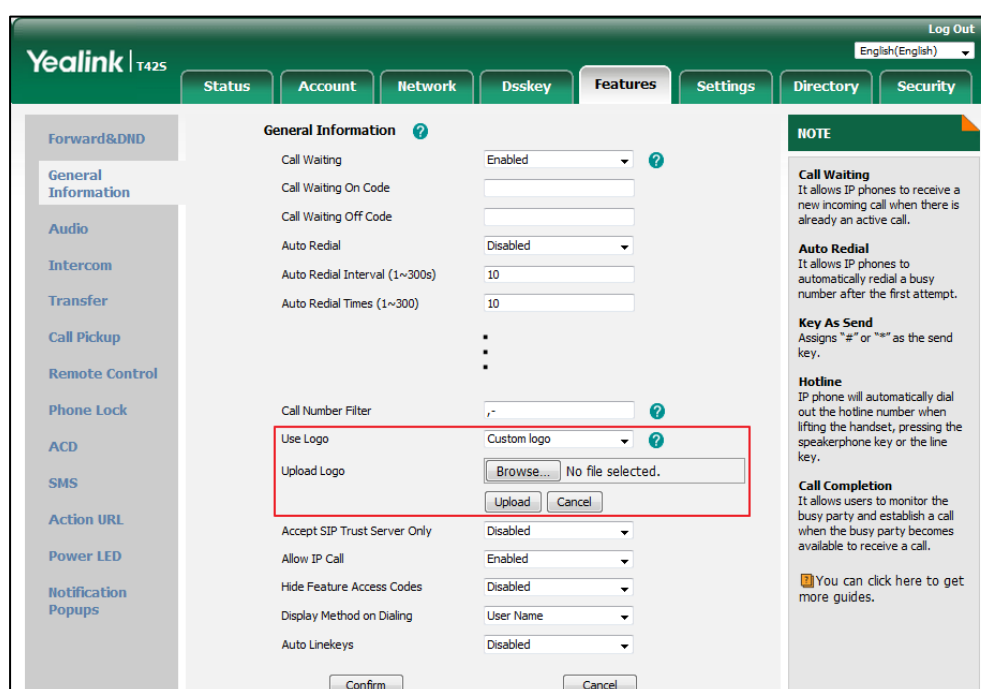 Log Out
English(English)
Yealink T42S
Status Account Network Dsskey Features Settings Directory Security
Forward&DND
General
Information
Audio
Intercom
Transfer
Call Pickup
Remote Control
Phone Lock
ACD
SMS
Action URL
Power LED
Notification
Popups
General Information ?
Call Waiting Enabled ?
Call Waiting On Code
Call Waiting Off Code
Auto Redial Disabled
Auto Redial Interval (1~300s) 10
Auto Redial Times (1~300) 10
Call Number Filter ,- ?
Use Logo Custom logo ?
Upload Logo Browse... No file selected.
Upload Cancel
Accept SIP Trust Server Only Disabled
Allow IP Call Enabled
Hide Feature Access Codes Disabled
Display Method on Dialing User Name
Auto Linekeys Disabled
Confirm Cancel
NOTE
Call Waiting
It allows IP phones to receive a
new incoming call when there is
already an active call.
Auto Redial
It allows IP phones to
automatically redial a busy
number after the first attempt.
Key As Send
Assigns "#" or "*" as the send
key.
Hotline
IP phone will automatically dial
out the hotline number when
lifting the handset, pressing the
speakerphone key or the line
key.
Call Completion
It allows users to monitor the
busy party and establish a call
when the busy party becomes
available to receive a call.
? You can click here to get
more guides.